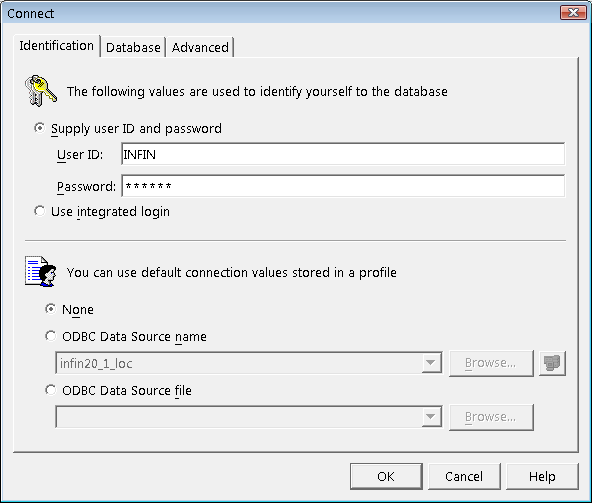 Connect
Identification Database Advanced
The following values are used to identify yourself to the database
Supply user ID and password
User ID: INFIN
Password: ******
Use integrated login
You can use default connection values stored in a profile
None
ODBC Data Source name
infin20_1_loc Browse...
ODBC Data Source file
Browse...
OK Cancel Help